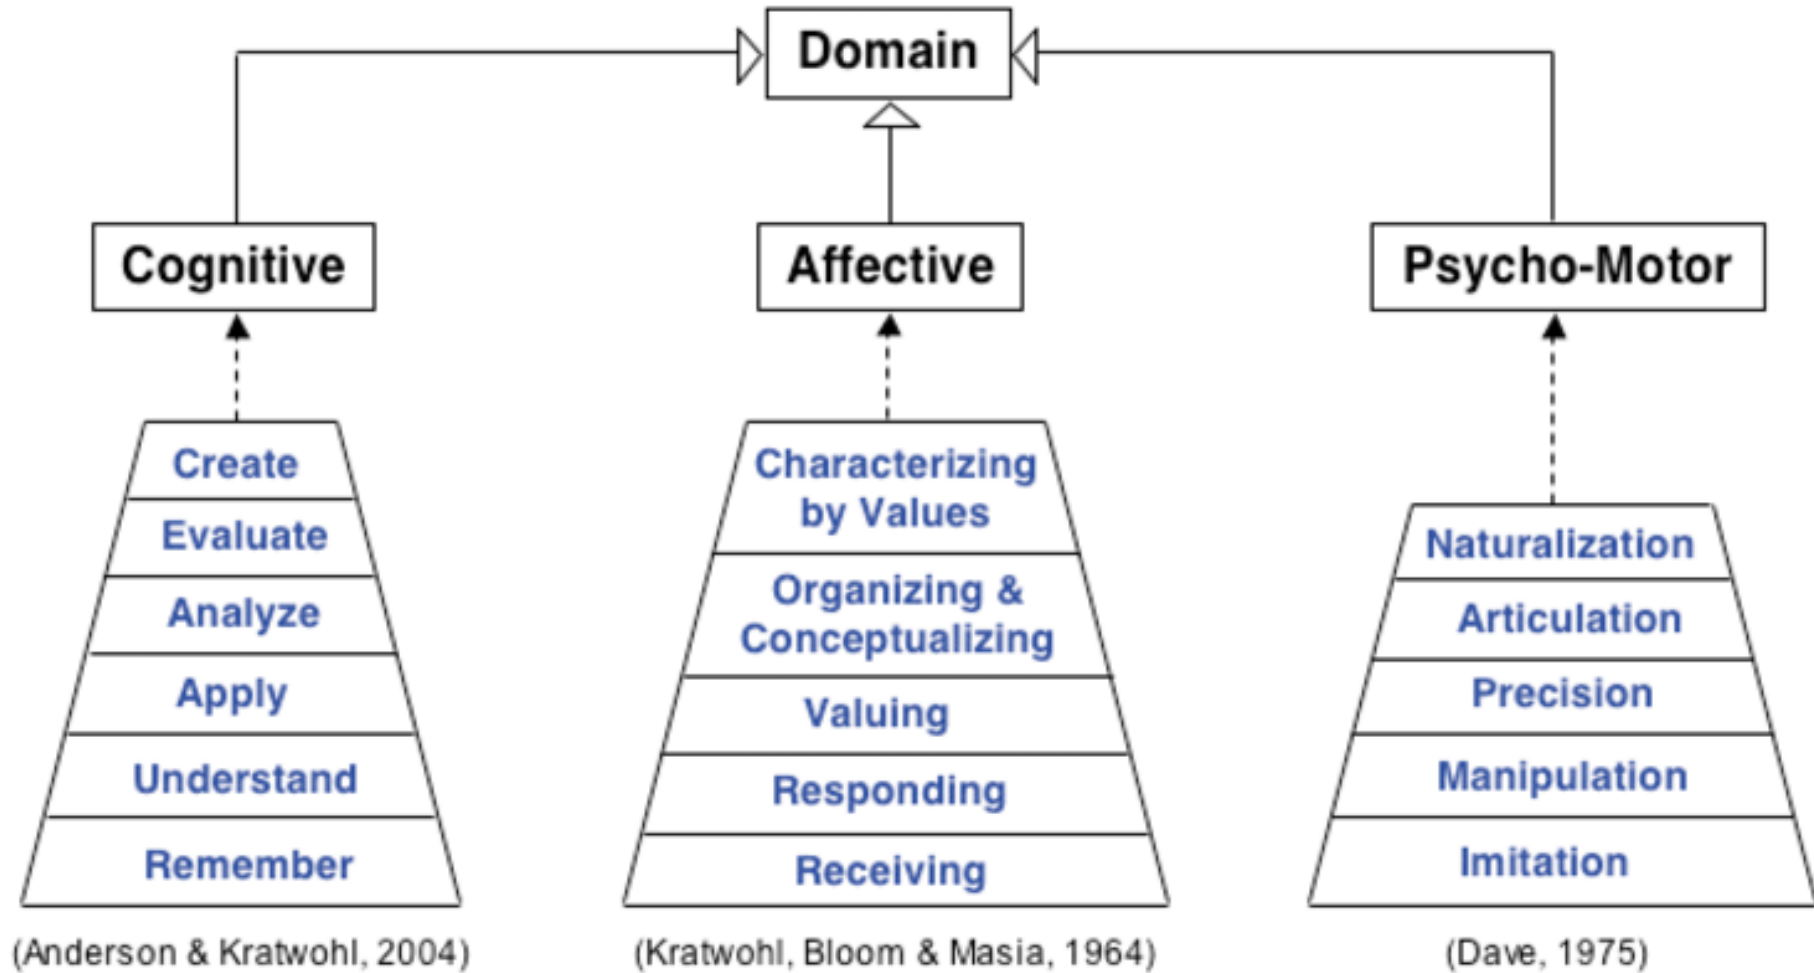 Domain
Cognitive
Affective
Psycho-Motor
Create
Evaluate
Analyze
Apply
Understand
Remember
(Anderson & Kratwohl, 2004)
Characterizing
by Values
Organizing &
Conceptualizing
Valuing
Responding
Receiving
(Kratwohl, Bloom & Masia, 1964)
Naturalization
Articulation
Precision
Manipulation
Imitation
(Dave, 1975)